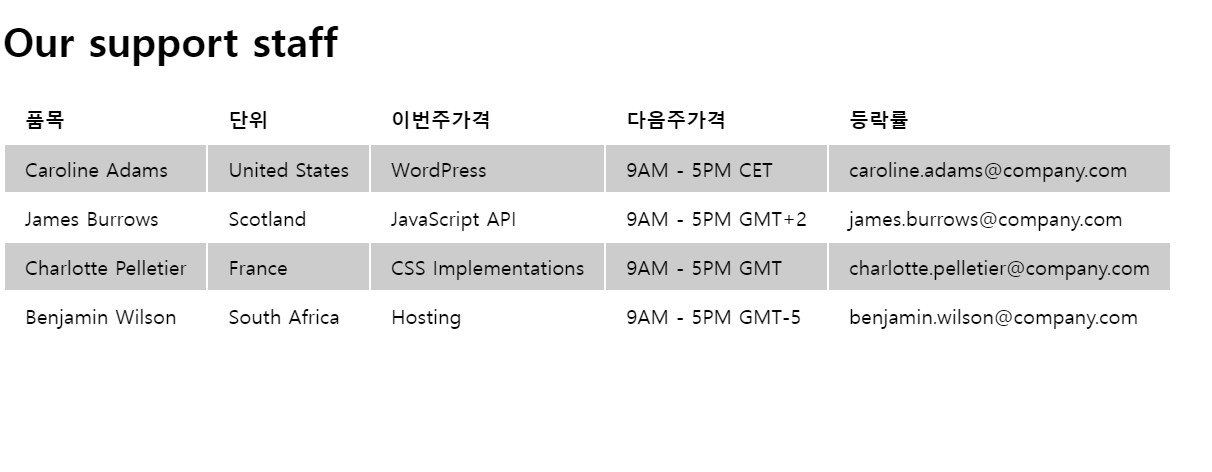 Our support staff
품목 단위 이번주가격 다음주가격 등락률
Caroline Adams United States WordPress 9AM - 5PM CET caroline.adams@company.com
James Burrows Scotland JavaScript API 9AM - 5PM GMT+2 james.burrows@company.com
Charlotte Pelletier France CSS Implementations 9AM - 5PM GMT charlotte.pelletier@company.com
Benjamin Wilson South Africa Hosting 9AM - 5PM GMT-5 benjamin.wilson@company.com